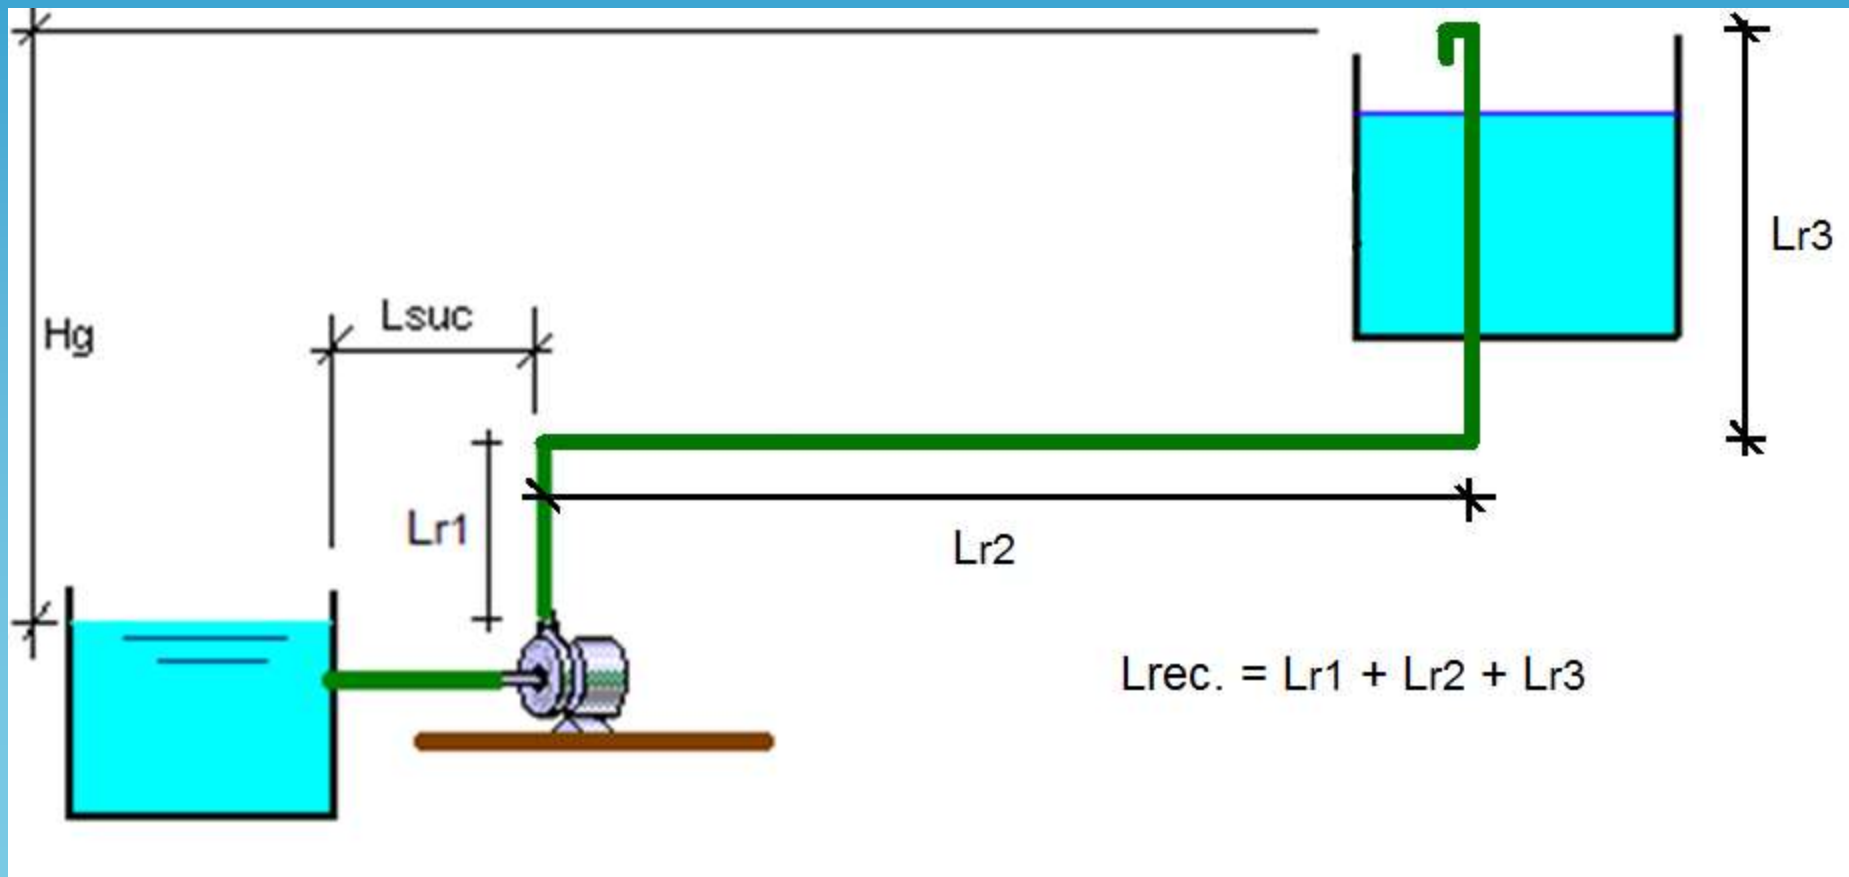 Lsuc
Hg
Lr3
Lr1
Lr2
Lrec. = Lr1 + Lr2 + Lr3